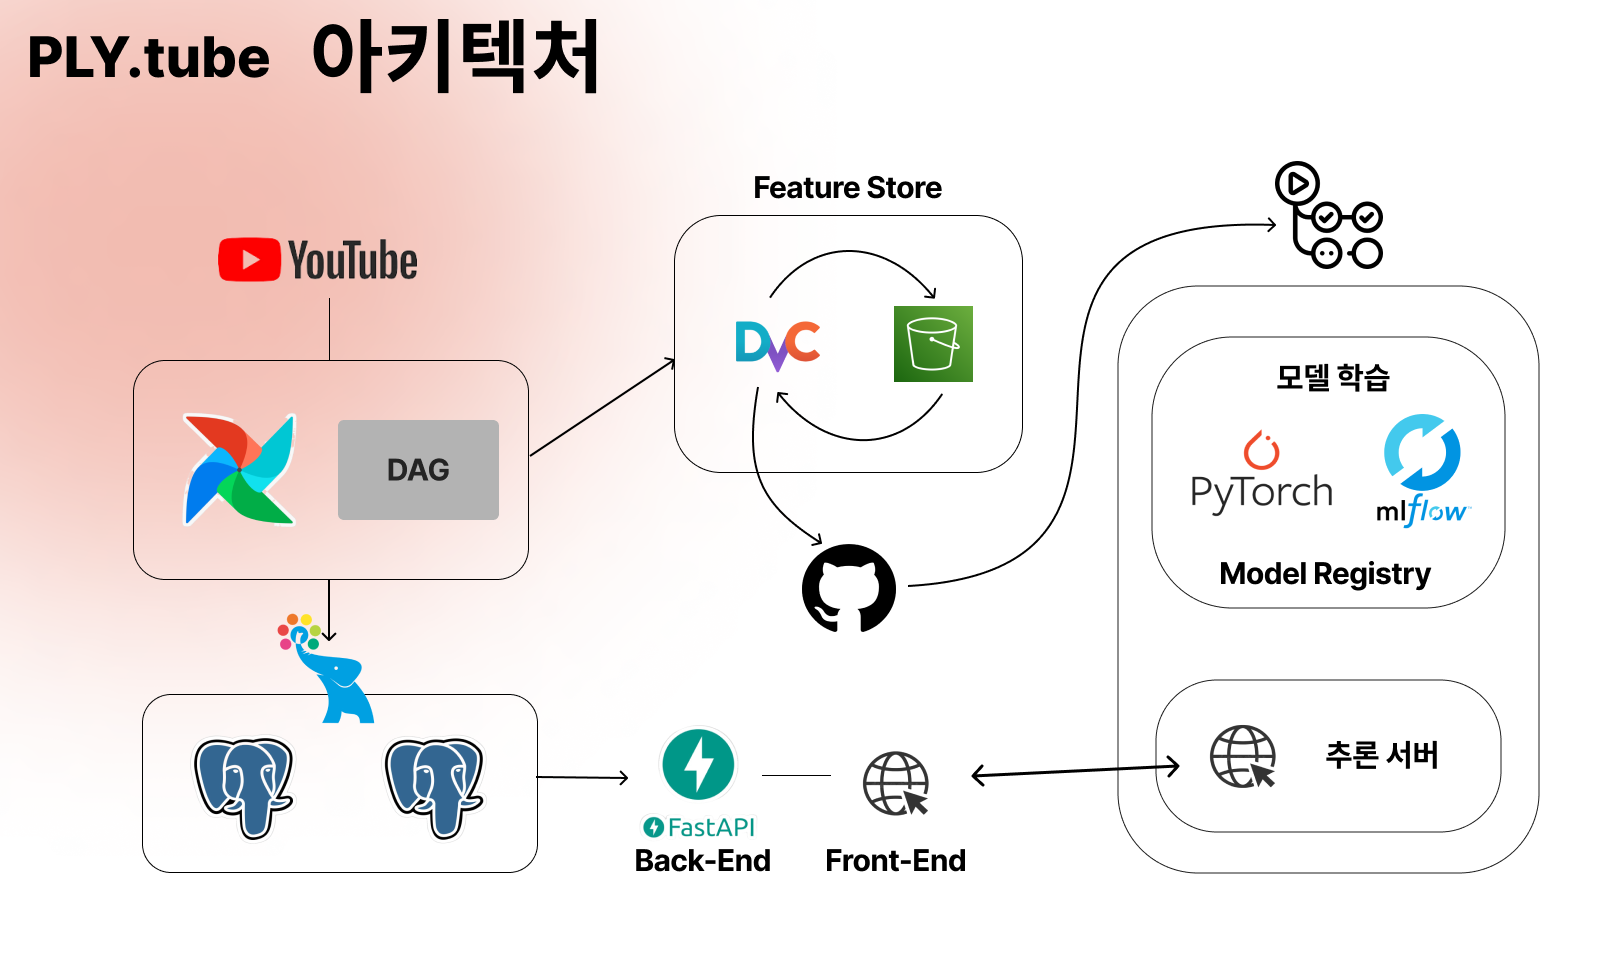 PLY.tube 아키텍처
Feature Store
YouTube
DVC
DAG
모델 학습
PyTorch
mlflow™
Model Registry
추론 서버
FastAPI
Back-End
Front-End